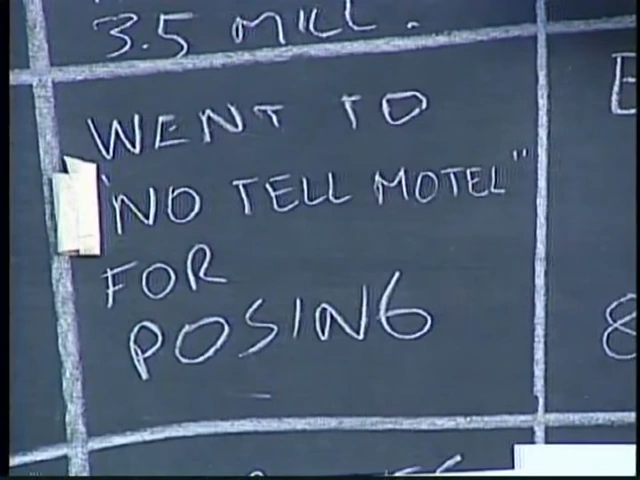 3.5 MILL.
WENT TO
"NO TELL MOTEL"
FOR
POSING